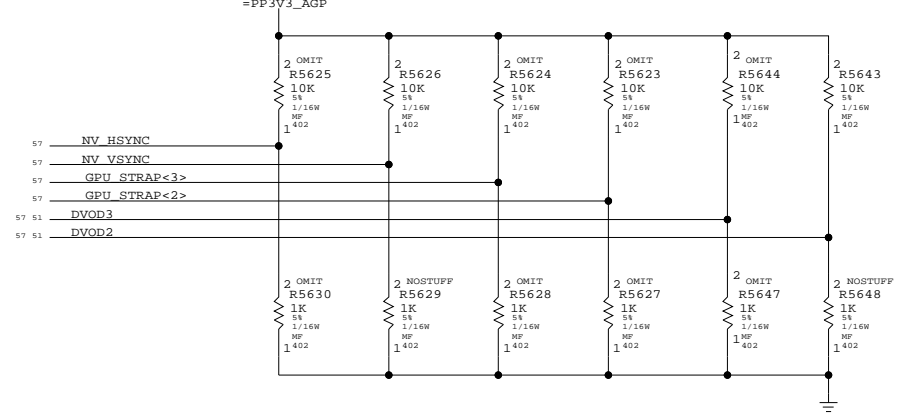 =PP3V3_AGP
2 OMIT 2 2 OMIT 2 OMIT 2 OMIT 2
R5625 R5626 R5624 R5623 R5644 R5643
10K 10K 10K 10K 10K 10K
5% 5% 5% 5% 5% 5%
1/16W 1/16W 1/16W 1/16W 1/16W 1/16W
MF MF MF MF MF MF
1 402 1 402 1 402 1 402 1 402 1 402
57 NV_HSYNC
57 NV_VSYNC
57 GPU_STRAP<3>
57 GPU_STRAP<2>
57 51 DVOD3
57 51 DVOD2
2 OMIT 2 NOSTUFF 2 OMIT 2 OMIT 2 OMIT 2 NOSTUFF
R5630 R5629 R5628 R5627 R5647 R5648
1K 1K 1K 1K 1K 1K
5% 5% 5% 5% 5% 5%
1/16W 1/16W 1/16W 1/16W 1/16W 1/16W
MF MF MF MF MF MF
1 402 1 402 1 402 1 402 1 402 1 402